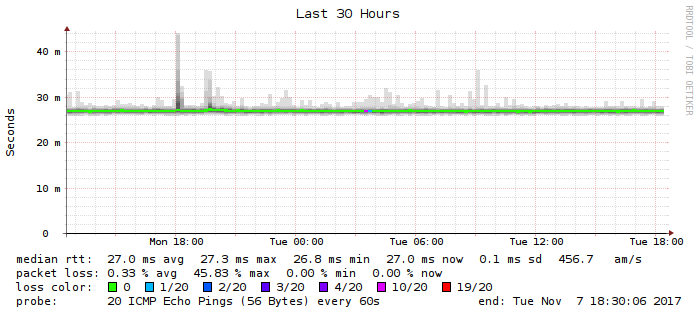 Last 30 Hours
RRDTOOL / TOBI OETIKER
Seconds
40 m
30 m
20 m
10 m
0
Mon 18:00 Tue 00:00 Tue 06:00 Tue 12:00 Tue 18:00
median rtt: 27.0 ms avg 27.3 ms max 26.8 ms min 27.0 ms now 0.1 ms sd 456.7 am/s
packet loss: 0.33 % avg 45.83 % max 0.00 % min 0.00 % now
loss color: 0 1/20 2/20 3/20 4/20 10/20 19/20
probe: 20 ICMP Echo Pings (56 Bytes) every 60s end: Tue Nov 7 18:30:06 2017